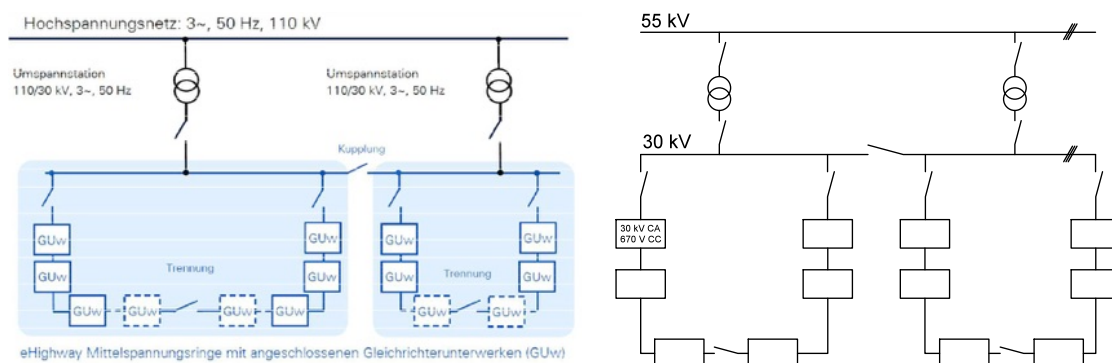 Hochspannungsnetz: 3~, 50 Hz, 110 kV
Umspannstation
110/30 kV, 3~, 50 Hz
Umspannstation
110/30 kV, 3~, 50 Hz
Kupplung
GUw
GUw
GUw
GUw
GUw
GUw
GUw
GUw
Trennung
Trennung
GUw
GUw
GUw
GUw
GUw
GUw
eHighway Mittelspannungsringe mit angeschlossenen Gleichrichterunterwerken (GUw)
55 kV
30 kV
30 kV CA
670 V CC